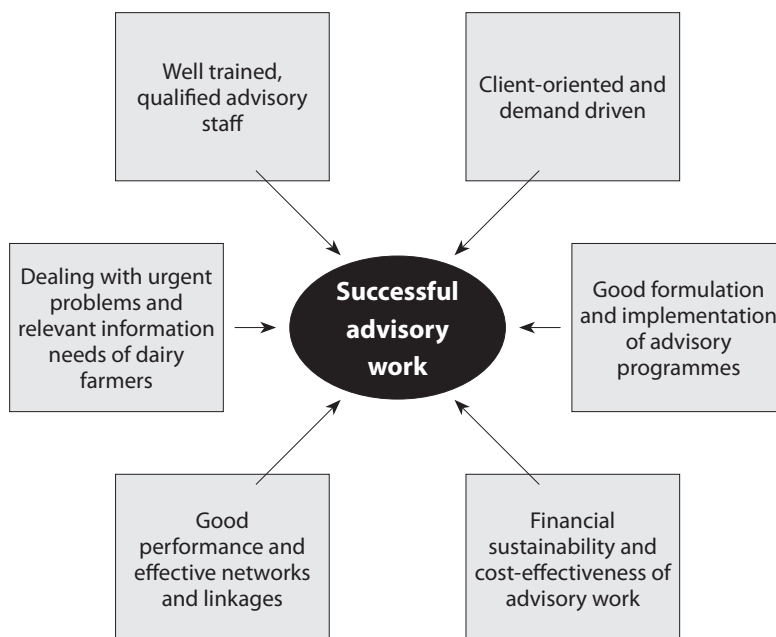 Well trained,
qualified advisory
staff
Client-oriented and
demand driven
Dealing with urgent
problems and
relevant information
needs of dairy
farmers
Successful
advisory
work
Good formulation
and implementation
of advisory
programmes
Good
performance and
effective networks
and linkages
Financial
sustainability and
cost-effectiveness of
advisory work